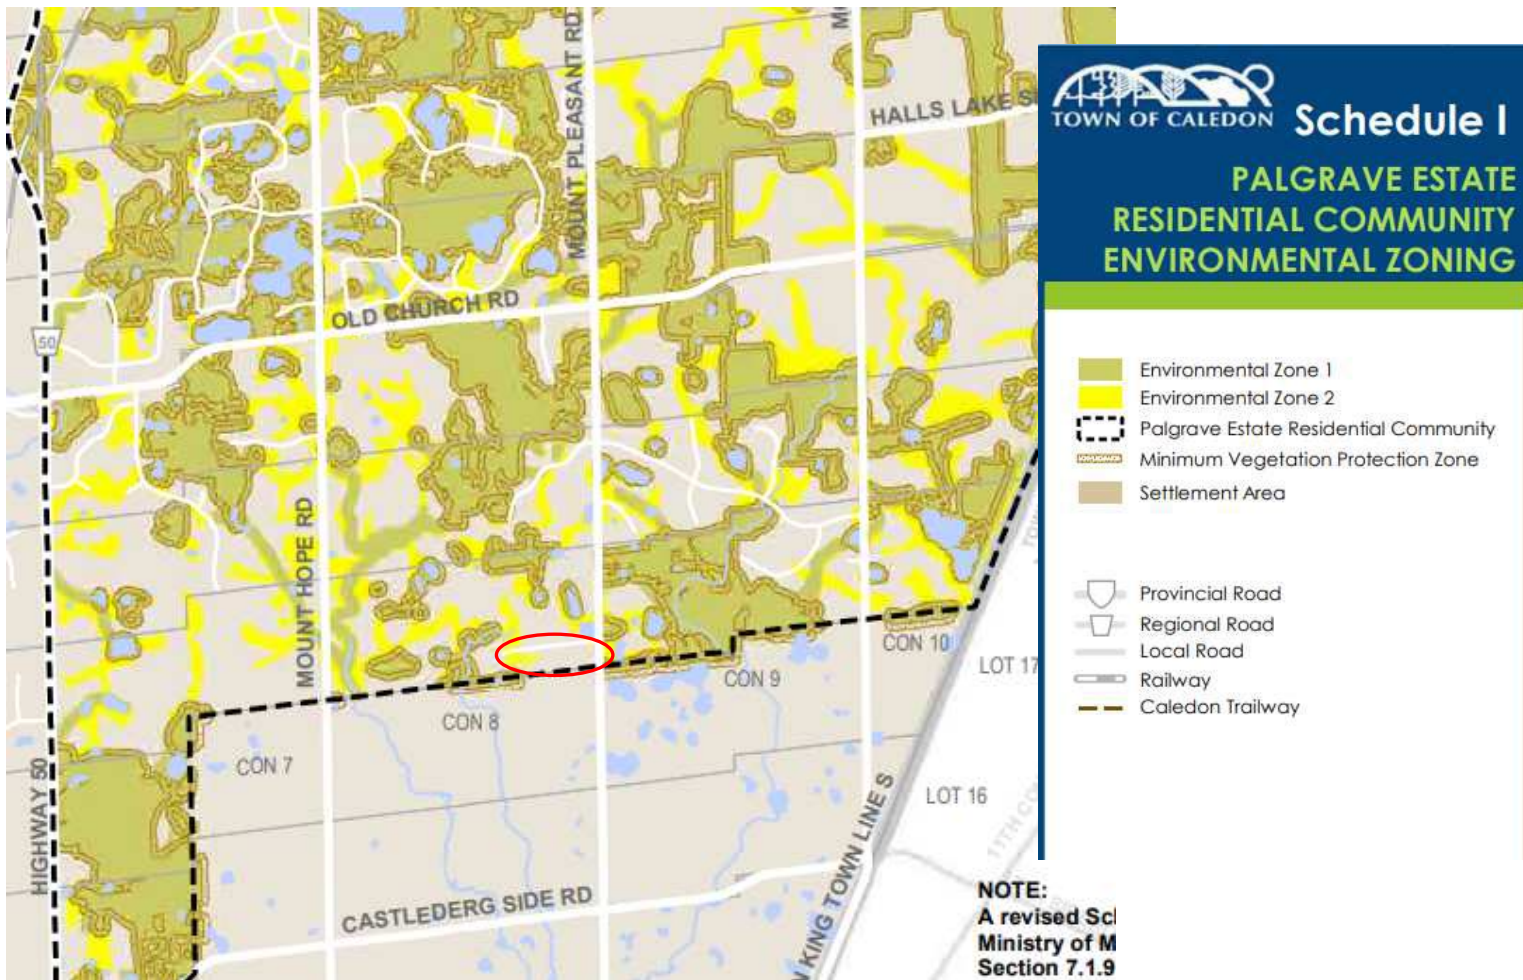 MOUNT PLEASANT RD
HALLS LAKE
TOWN OF CALEDON
Schedule I
PALGRAVE ESTATE
RESIDENTIAL COMMUNITY
ENVIRONMENTAL ZONING
OLD CHURCH RD
50
Environmental Zone 1
Environmental Zone 2
Palgrave Estate Residential Community
Minimum Vegetation Protection Zone
Settlement Area
MOUNT HOPE RD
Provincial Road
Regional Road
Local Road
Railway
Caledon Trailway
CON 10
LOT 17
CON 9
CON 8
CON 7
HIGHWAY 50
LOT 16
KING TOWN LINE S
CASTLEDERG SIDE RD
NOTE:
A revised
Ministry of
Section 7.1.9